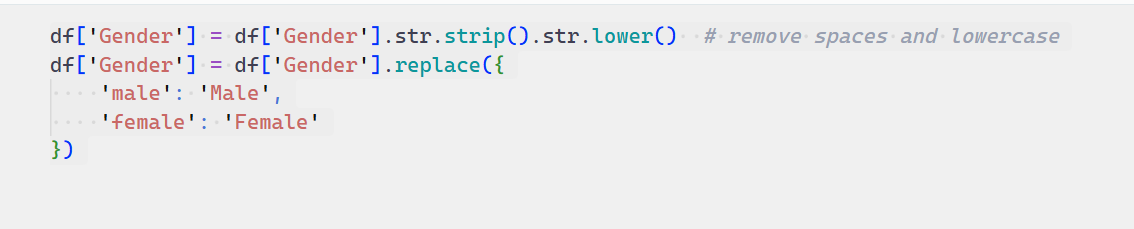 df['Gender'] = df['Gender'].str.strip().str.lower()  # remove spaces and lowercase
df['Gender'] = df['Gender'].replace({
    'male': 'Male',
    'female': 'Female'
})